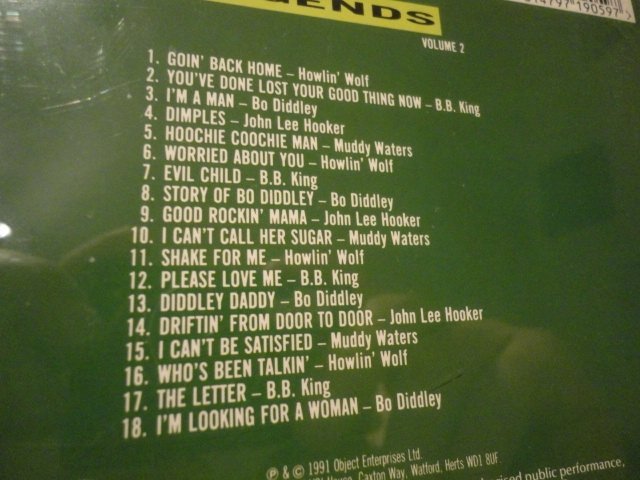 VOLUME 2
1. GOIN' BACK HOME – Howlin' Wolf
2. YOU'VE DONE LOST YOUR GOOD THING NOW – B.B. King
3. I'M A MAN – Bo Diddley
4. DIMPLES – John Lee Hooker
5. HOOCHIE COOCHIE MAN – Muddy Waters
6. WORRIED ABOUT YOU – Howlin' Wolf
7. EVIL CHILD – B.B. King
8. STORY OF BO DIDDLEY – Bo Diddley
9. GOOD ROCKIN' MAMA – John Lee Hooker
10. I CAN'T CALL HER SUGAR – Muddy Waters
11. SHAKE FOR ME – Howlin' Wolf
12. PLEASE LOVE ME – B.B. King
13. DIDDLEY DADDY – Bo Diddley
14. DRIFTIN' FROM DOOR TO DOOR – John Lee Hooker
15. I CAN'T BE SATISFIED – Muddy Waters
16. WHO'S BEEN TALKIN' – Howlin' Wolf
17. THE LETTER – B.B. King
18. I'M LOOKING FOR A WOMAN – Bo Diddley
℗ & © 1991 Object Enterprises Ltd.
Caxton Way, Watford, Herts WD1 8UF.
public performance,